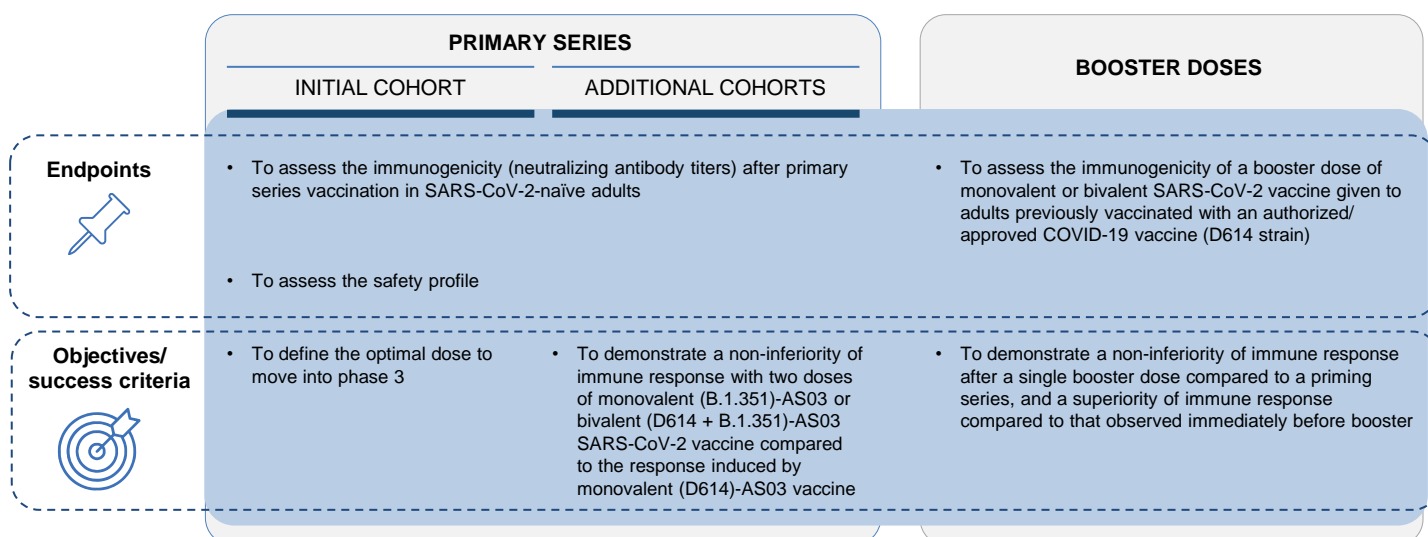 PRIMARY SERIES
INITIAL COHORT
ADDITIONAL COHORTS
BOOSTER DOSES
Endpoints
• To assess the immunogenicity (neutralizing antibody titers) after primary
series vaccination in SARS-CoV-2-naïve adults
• To assess the safety profile
• To assess the immunogenicity of a booster dose of
monovalent or bivalent SARS-CoV-2 vaccine given to
adults previously vaccinated with an authorized/
approved COVID-19 vaccine (D614 strain)
Objectives/
success criteria
• To define the optimal dose to
move into phase 3
• To demonstrate a non-inferiority of
immune response with two doses
of monovalent (B.1.351)-AS03 or
bivalent (D614 + B.1.351)-AS03
SARS-CoV-2 vaccine compared
to the response induced by
monovalent (D614)-AS03 vaccine
• To demonstrate a non-inferiority of immune response
after a single booster dose compared to a priming
series, and a superiority of immune response
compared to that observed immediately before booster